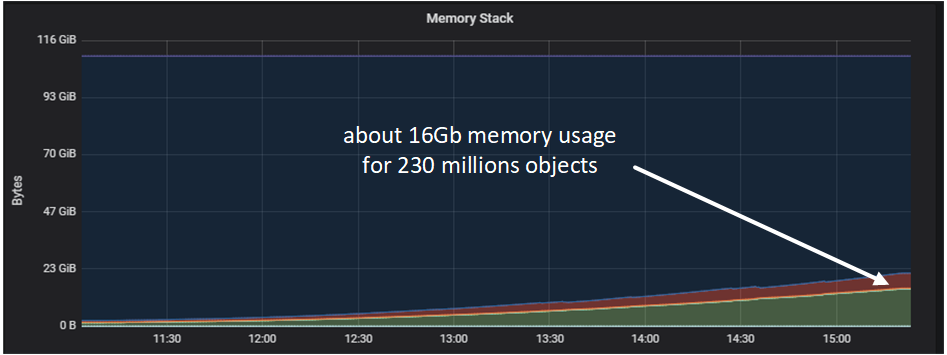 Memory Stack
116 GiB
93 GiB
70 GiB
47 GiB
23 GiB
0 B
Bytes
about 16Gb memory usage
for 230 millions objects
11:30 12:00 12:30 13:00 13:30 14:00 14:30 15:00